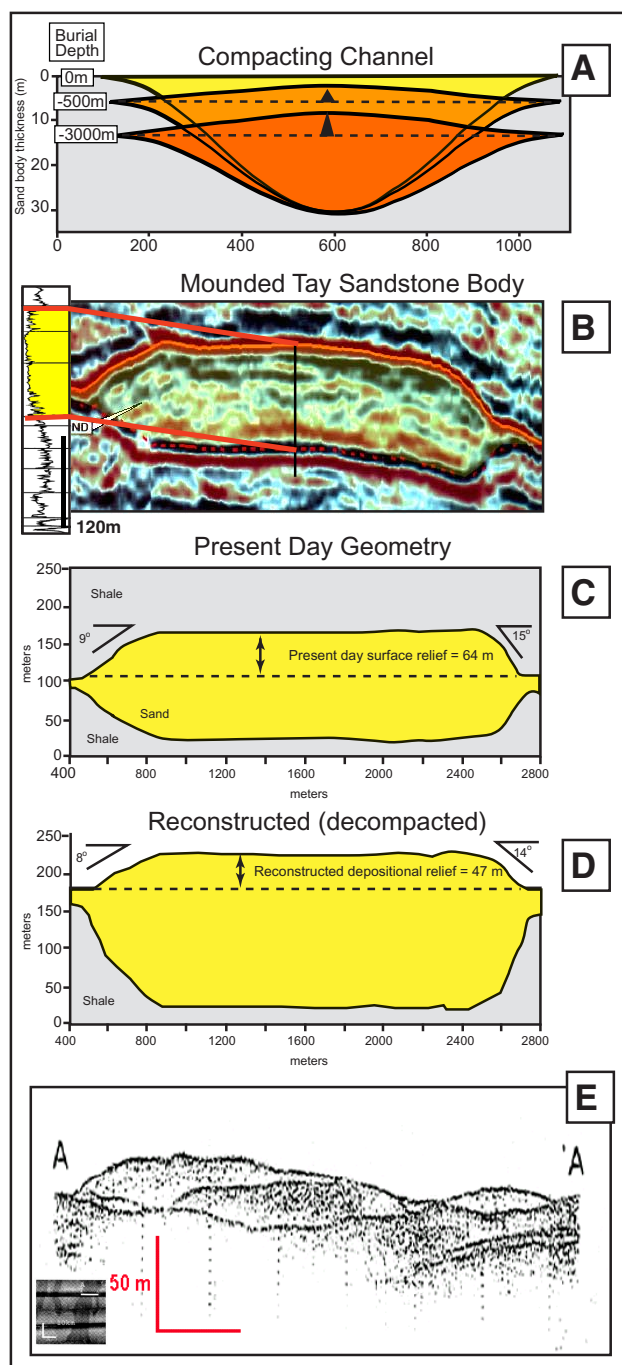 Burial
Depth
Compacting Channel
A
0m
-500m
-3000m
0
10
20
30
Sand body thickness (m)
0 200 400 600 800 1000
Mounded Tay Sandstone Body
B
ND
120m
Present Day Geometry
C
250
200
150
100
50
0
meters
Shale
9°
15°
Present day surface relief = 64 m
Sand
Shale
400 800 1200 1600 2000 2400 2800
meters
Reconstructed (decompacted)
D
250
200
150
100
50
0
meters
8°
14°
Reconstructed depositional relief = 47 m
Shale
400 800 1200 1600 2000 2400 2800
meters
E
A 'A
50 m